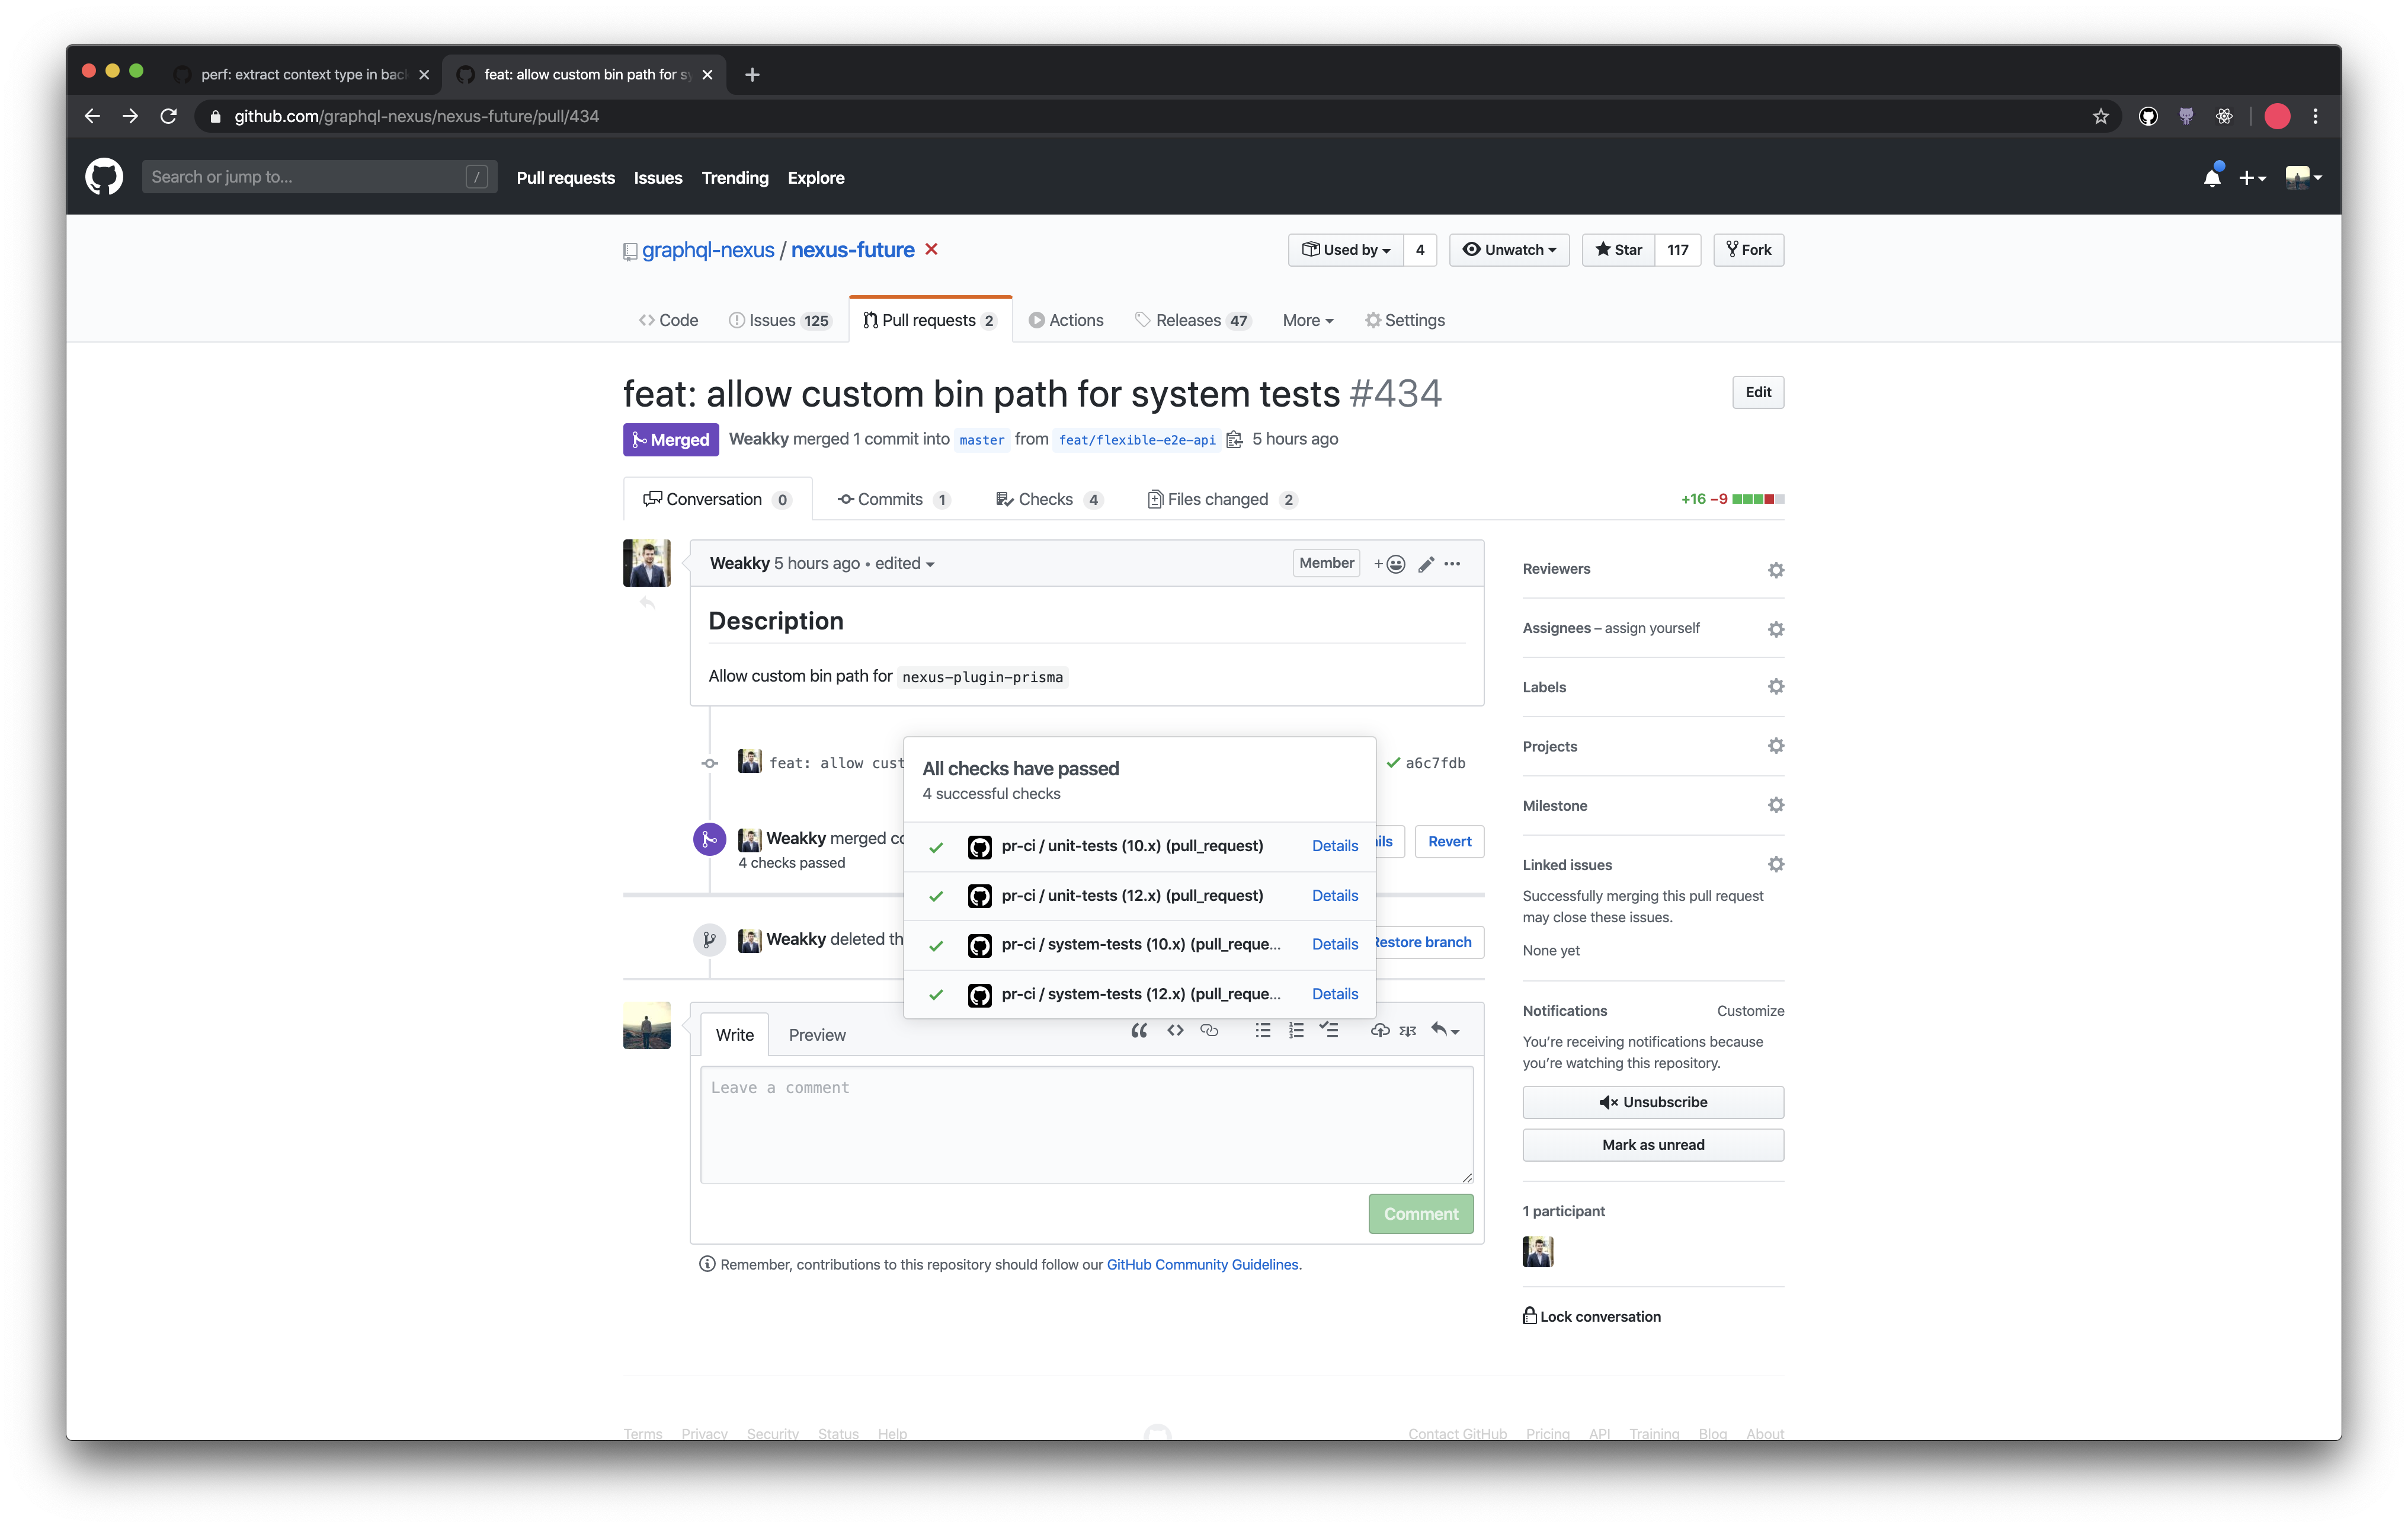 perf: extract context type in bac
feat: allow custom bin path for sy
github.com/graphql-nexus/nexus-future/pull/434
Search or jump to...
/
Pull requests
Issues
Trending
Explore
graphql-nexus / nexus-future
Used by
4
Unwatch
Star
117
Fork
Code
Issues 125
Pull requests 2
Actions
Releases 47
More
Settings
feat: allow custom bin path for system tests #434
Edit
Merged
Weakky merged 1 commit into master from feat/flexible-e2e-api 5 hours ago
Conversation 0
Commits 1
Checks 4
Files changed 2
+16 −9
Weakky 5 hours ago • edited
Member
Description
Allow custom bin path for nexus-plugin-prisma
feat: allow cust
a6c7fdb
Weakky merged co
4 checks passed
ils
Revert
Weakky deleted th
Restore branch
All checks have passed
4 successful checks
pr-ci / unit-tests (10.x) (pull_request)
Details
pr-ci / unit-tests (12.x) (pull_request)
Details
pr-ci / system-tests (10.x) (pull_reque...
Details
pr-ci / system-tests (12.x) (pull_reque...
Details
Write
Preview
Leave a comment
Comment
Remember, contributions to this repository should follow our GitHub Community Guidelines.
Reviewers
Assignees – assign yourself
Labels
Projects
Milestone
Linked issues
Successfully merging this pull request
may close these issues.
None yet
Notifications
Customize
You’re receiving notifications because
you’re watching this repository.
Unsubscribe
Mark as unread
1 participant
Lock conversation
Terms
Privacy
Security
Status
Help
Contact GitHub
Pricing
API
Training
Blog
About